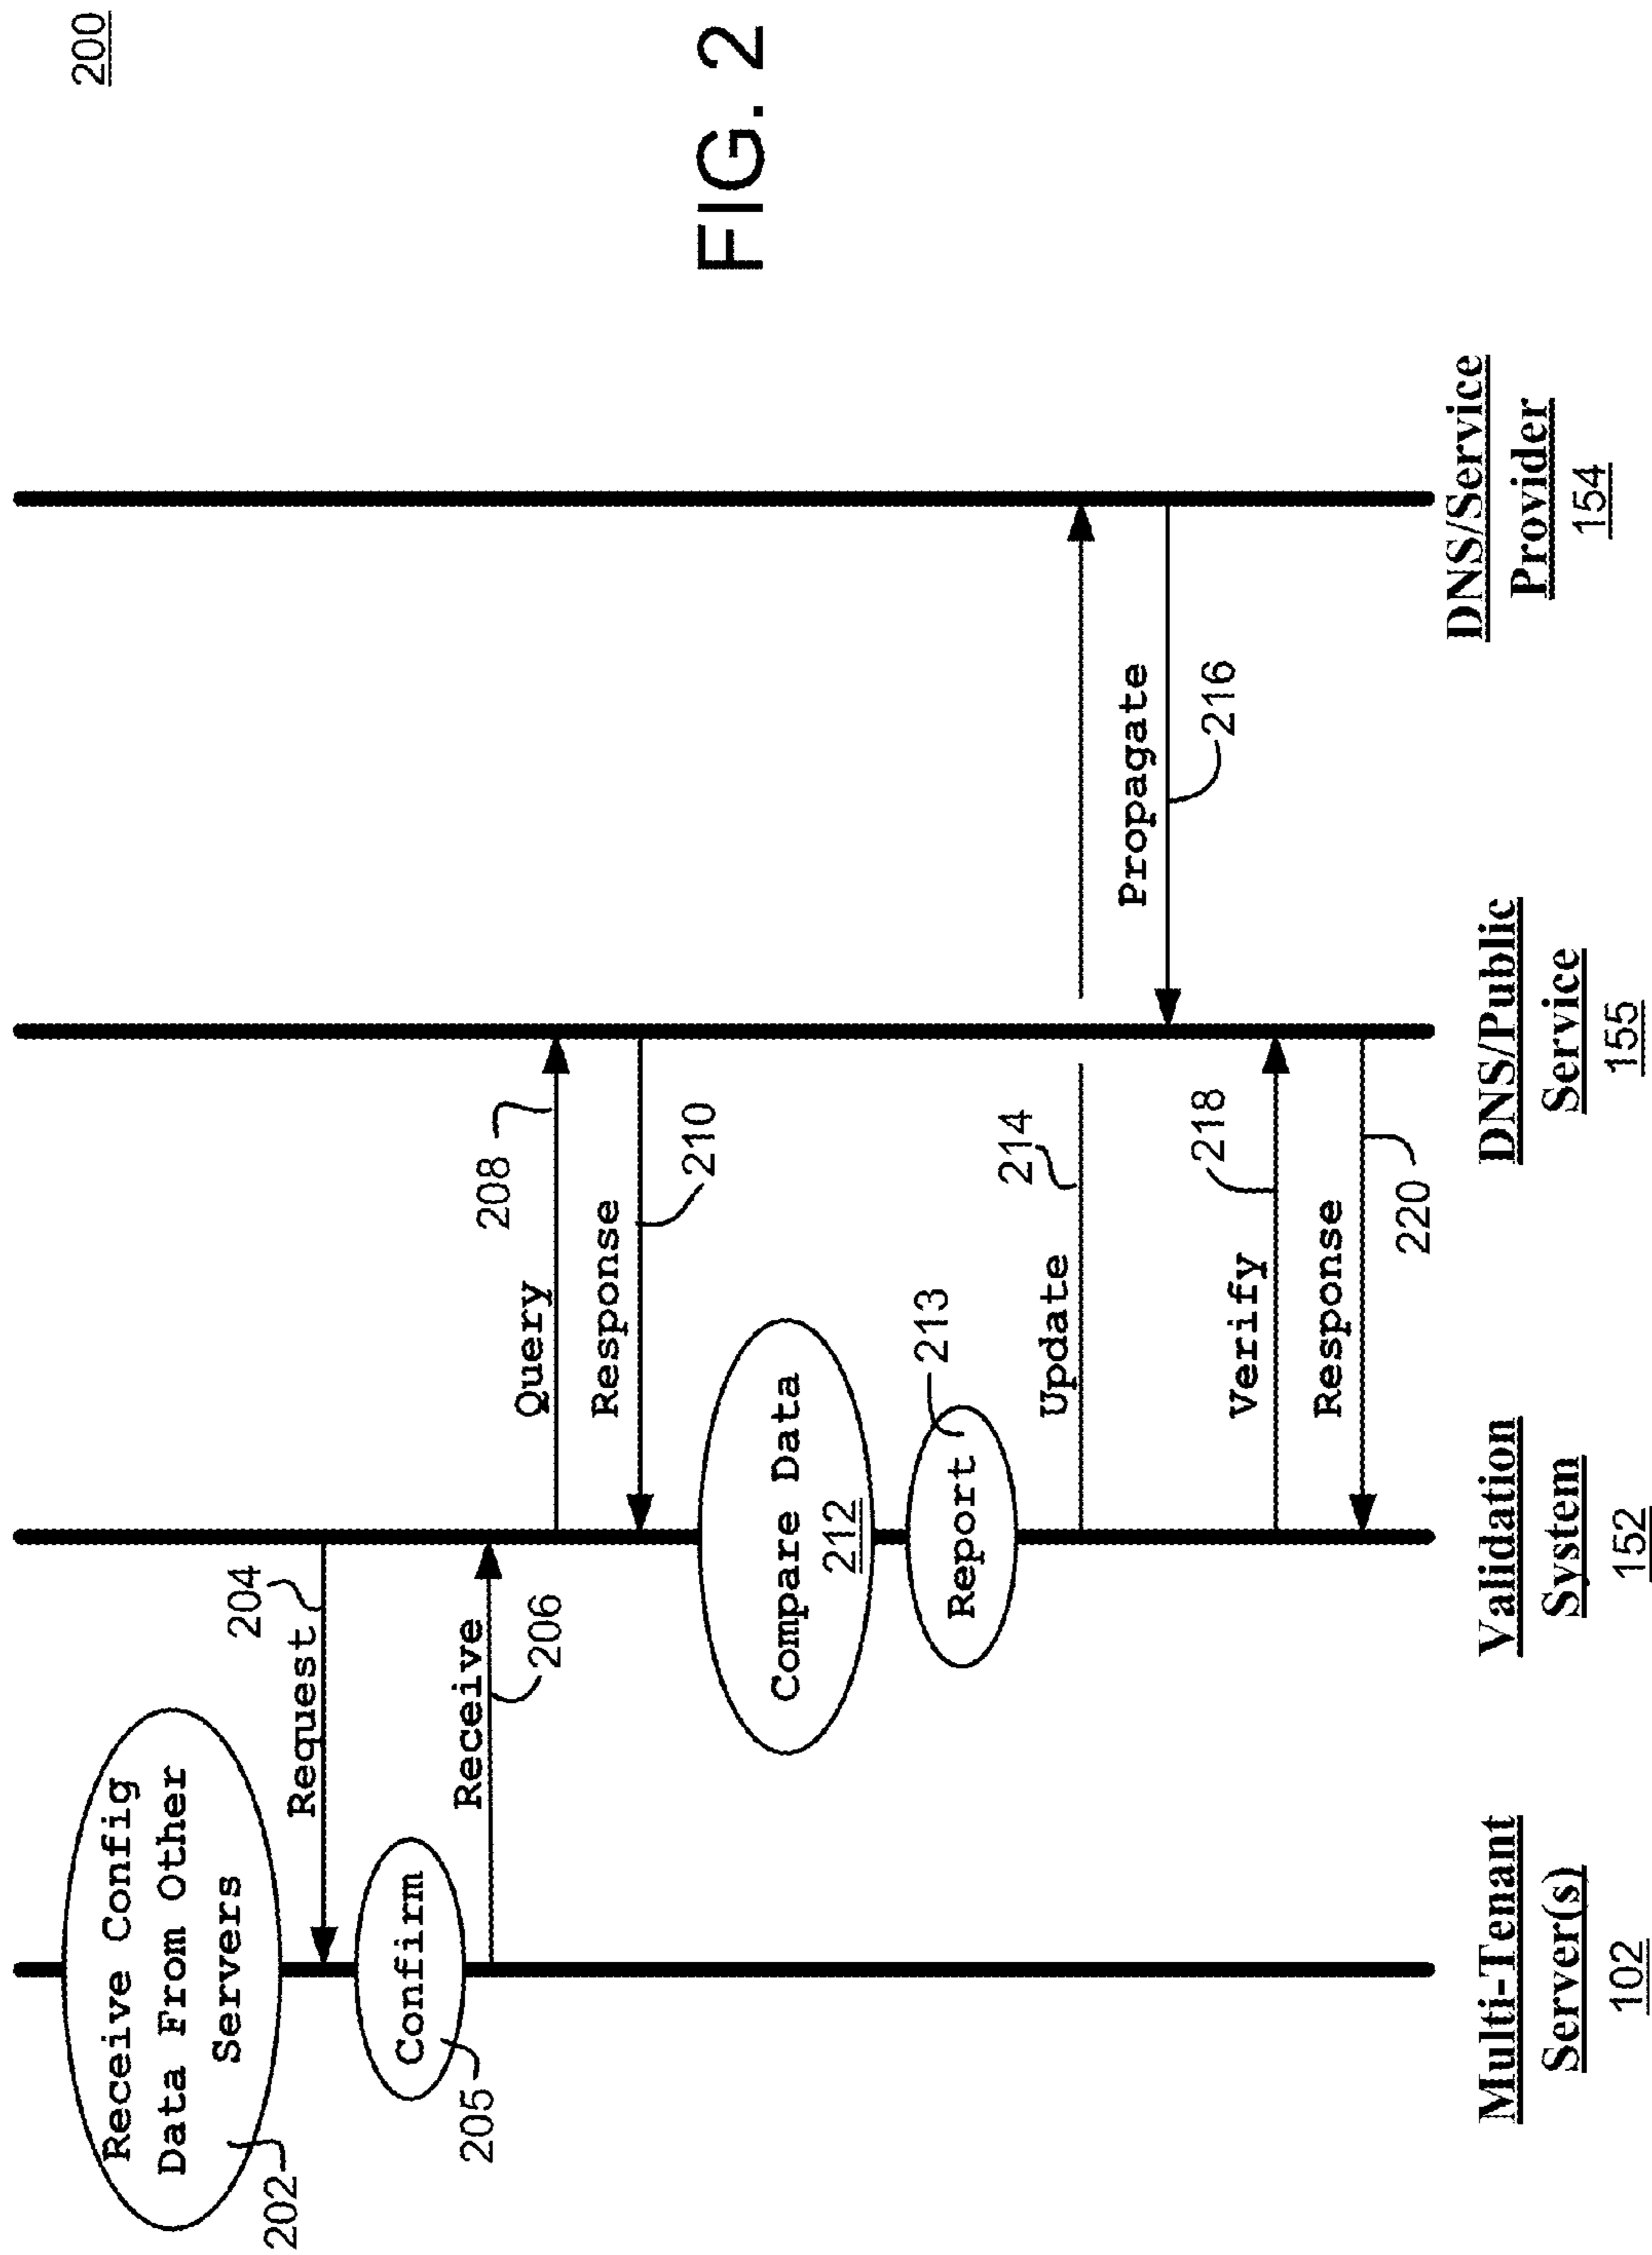 200
Receive Config
Data From Other
Servers
202
Request
204
Confirm
205
Receive
206
Query
208
Response
210
Compare Data
212
Report
213
Update
214
Propagate
216
Verify
218
Response
220
Multi-Tenant
Server(s)
102
Validation
System
152
DNS/Public
Service
155
DNS/Service
Provider
154
FIG. 2